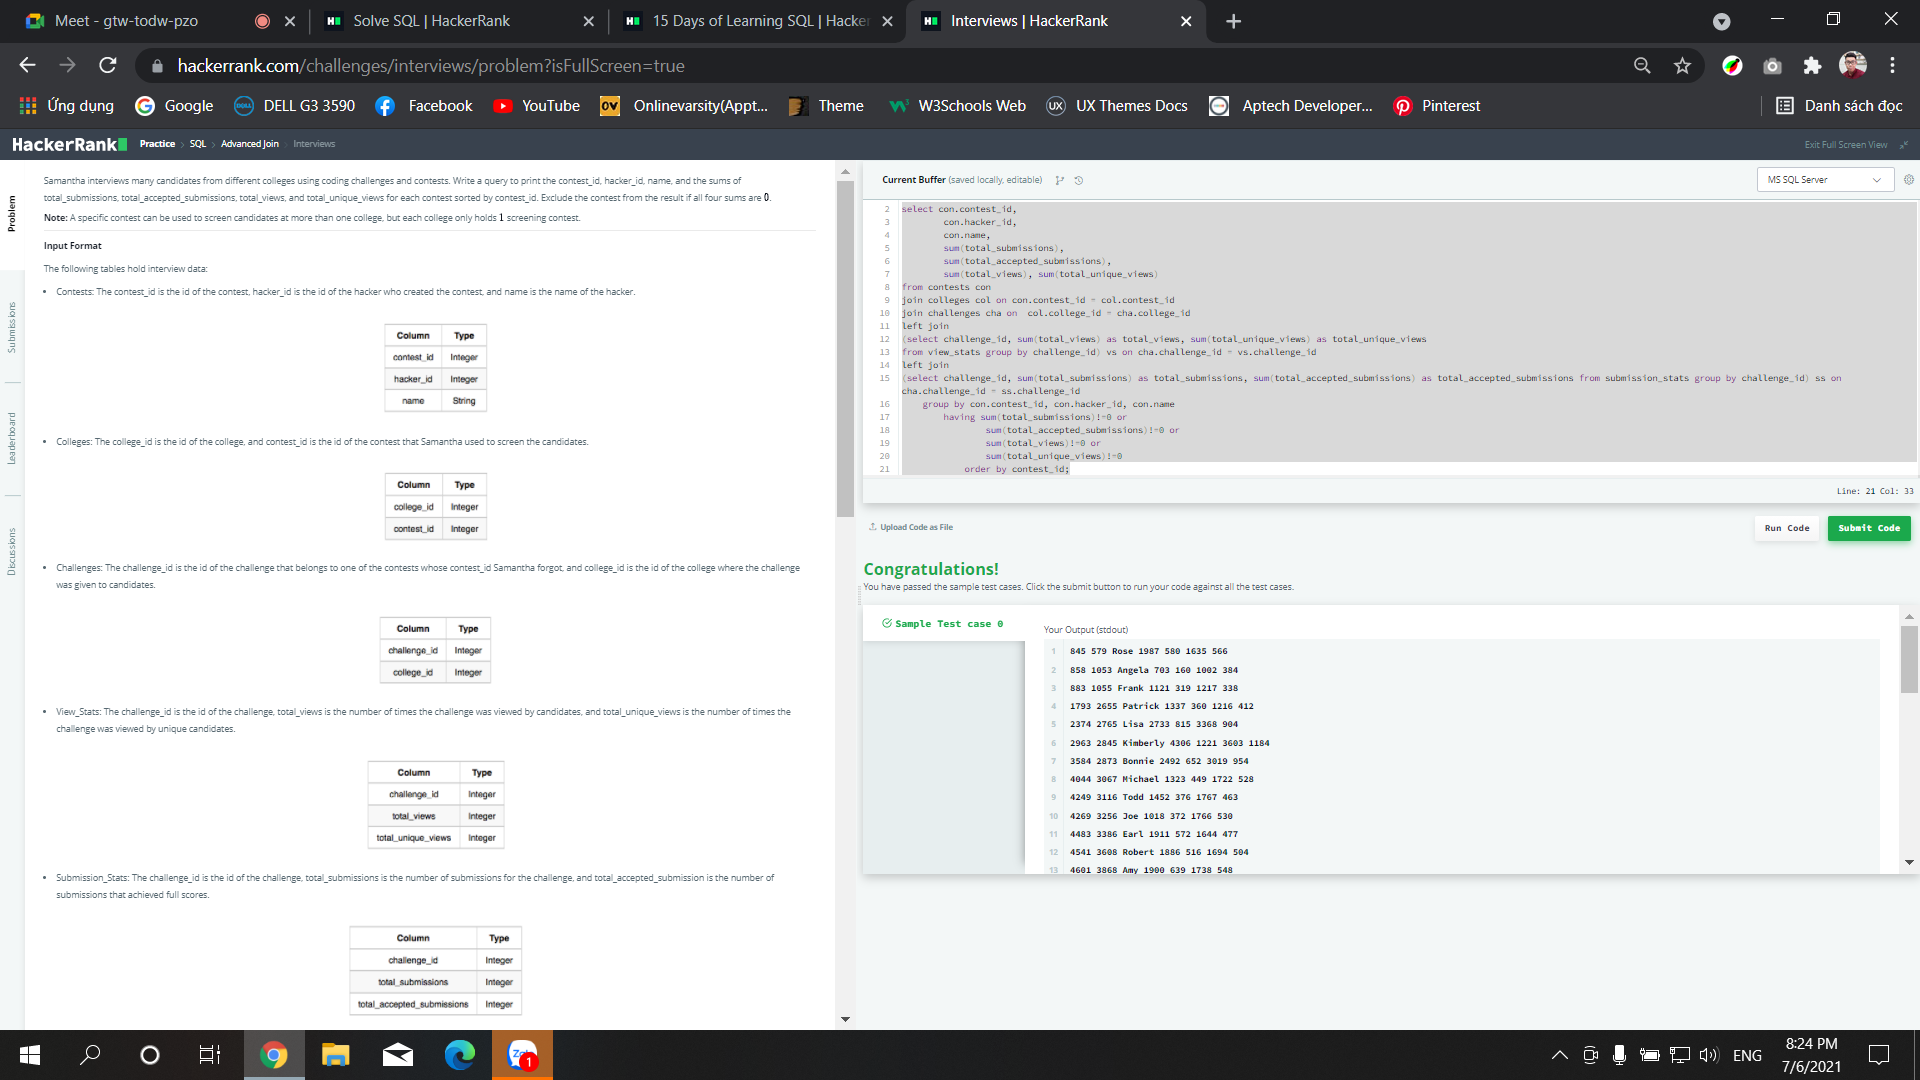 Meet - gtw-todw-pzo
Solve SQL | HackerRank
15 Days of Learning SQL | Hacker
Interviews | HackerRank
hackerrank.com/challenges/interviews/problem?isFullScreen=true
Ứng dụng
Google
DELL G3 3590
Facebook
YouTube
Onlinevarsity(Appt...
Theme
W3Schools Web
UX Themes Docs
Aptech Developer...
Pinterest
Danh sách đọc
HackerRank
Practice
SQL
Advanced Join
Interviews
Exit Full Screen View
Problem
Submissions
Leaderboard
Discussions
Samantha interviews many candidates from different colleges using coding challenges and contests. Write a query to print the contest_id, hacker_id, name, and the sums of
total_submissions, total_accepted_submissions, total_views, and total_unique_views for each contest sorted by contest_id. Exclude the contest from the result if all four sums are 0.
Note: A specific contest can be used to screen candidates at more than one college, but each college only holds 1 screening contest.
Input Format
The following tables hold interview data:
• Contests: The contest_id is the id of the contest, hacker_id is the id of the hacker who created the contest, and name is the name of the hacker.
Column Type
contest_id Integer
hacker_id Integer
name String
• Colleges: The college_id is the id of the college, and contest_id is the id of the contest that Samantha used to screen the candidates.
Column Type
college_id Integer
contest_id Integer
• Challenges: The challenge_id is the id of the challenge that belongs to one of the contests whose contest_id Samantha forgot, and college_id is the id of the college where the challenge
was given to candidates.
Column Type
challenge_id Integer
college_id Integer
• View_Stats: The challenge_id is the id of the challenge, total_views is the number of times the challenge was viewed by candidates, and total_unique_views is the number of times the
challenge was viewed by unique candidates.
Column Type
challenge_id Integer
total_views Integer
total_unique_views Integer
• Submission_Stats: The challenge_id is the id of the challenge, total_submissions is the number of submissions for the challenge, and total_accepted_submission is the number of
submissions that achieved full scores.
Column Type
challenge_id Integer
total_submissions Integer
total_accepted_submissions Integer
Current Buffer (saved locally, editable)
MS SQL Server
2 select con.contest_id,
3 con.hacker_id,
4 con.name,
5 sum(total_submissions),
6 sum(total_accepted_submissions),
7 sum(total_views), sum(total_unique_views)
8 from contests con
9 join colleges col on con.contest_id = col.contest_id
10 join challenges cha on col.college_id = cha.college_id
11 left join
12 (select challenge_id, sum(total_views) as total_views, sum(total_unique_views) as total_unique_views
13 from view_stats group by challenge_id) vs on cha.challenge_id = vs.challenge_id
14 left join
15 (select challenge_id, sum(total_submissions) as total_submissions, sum(total_accepted_submissions) as total_accepted_submissions from submission_stats group by challenge_id) ss on
cha.challenge_id = ss.challenge_id
16 group by con.contest_id, con.hacker_id, con.name
17 having sum(total_submissions)!=0 or
18 sum(total_accepted_submissions)!=0 or
19 sum(total_views)!=0 or
20 sum(total_unique_views)!=0
21 order by contest_id;
Line: 21 Col: 33
Upload Code as File
Run Code
Submit Code
Congratulations!
You have passed the sample test cases. Click the submit button to run your code against all the test cases.
Sample Test case 0
Your Output (stdout)
1 845 579 Rose 1987 580 1635 566
2 858 1053 Angela 703 160 1002 384
3 883 1055 Frank 1121 319 1217 338
4 1793 2655 Patrick 1337 360 1216 412
5 2374 2765 Lisa 2733 815 3368 904
6 2963 2845 Kimberly 4306 1221 3603 1184
7 3584 2873 Bonnie 2492 652 3019 954
8 4044 3067 Michael 1323 449 1722 528
9 4249 3116 Todd 1452 376 1767 463
10 4269 3256 Joe 1018 372 1766 530
11 4483 3386 Earl 1911 572 1644 477
12 4541 3608 Robert 1886 516 1694 504
13 4601 3868 Amy 1900 639 1738 548
1
ENG
8:24 PM
7/6/2021